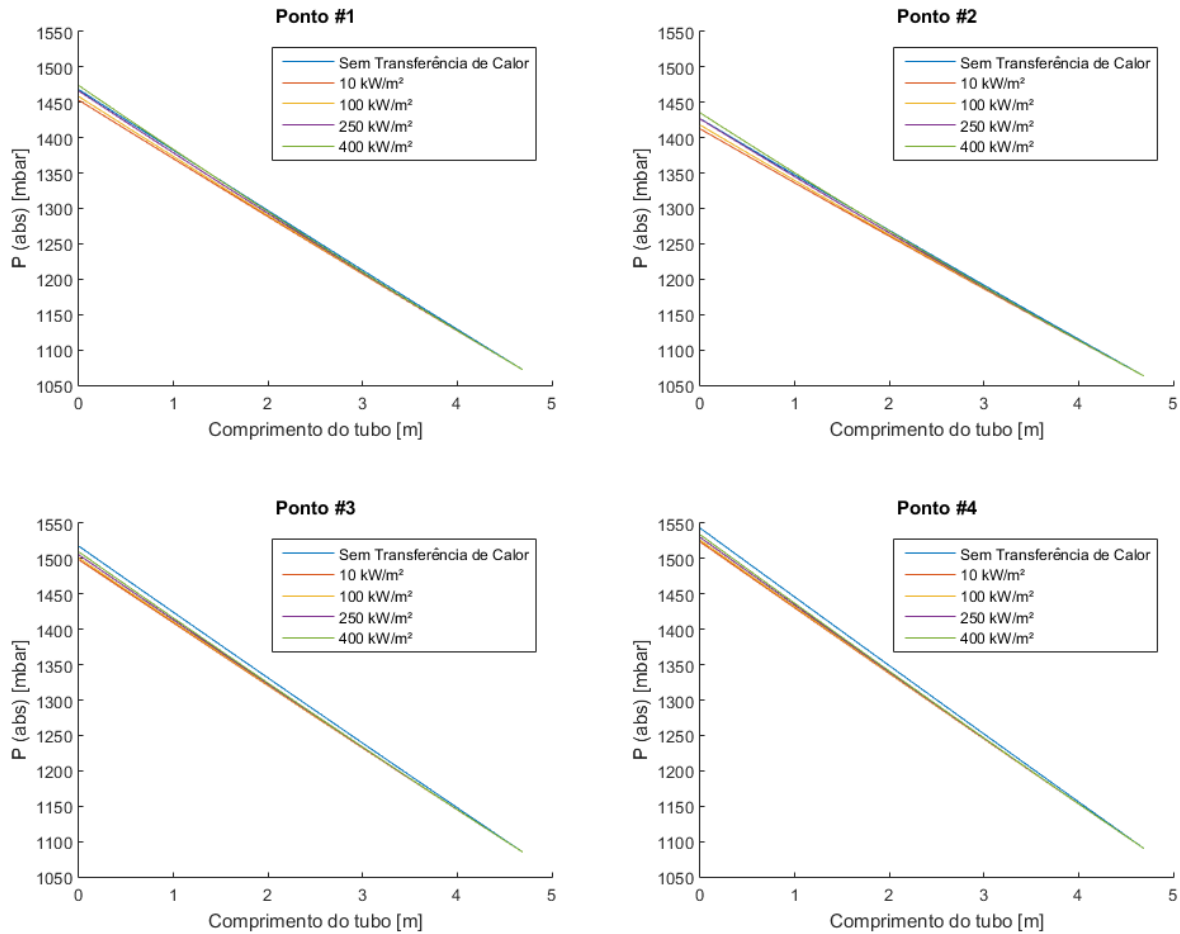 Ponto #1
1550
1500
1450
1400
1350
1300
1250
1200
1150
1100
1050
P (abs) [mbar]
Sem Transferência de Calor
10 kW/m²
100 kW/m²
250 kW/m²
400 kW/m²
0 1 2 3 4 5
Comprimento do tubo [m]
Ponto #2
1550
1500
1450
1400
1350
1300
1250
1200
1150
1100
1050
P (abs) [mbar]
Sem Transferência de Calor
10 kW/m²
100 kW/m²
250 kW/m²
400 kW/m²
0 1 2 3 4 5
Comprimento do tubo [m]
Ponto #3
1550
1500
1450
1400
1350
1300
1250
1200
1150
1100
1050
P (abs) [mbar]
Sem Transferência de Calor
10 kW/m²
100 kW/m²
250 kW/m²
400 kW/m²
0 1 2 3 4 5
Comprimento do tubo [m]
Ponto #4
1550
1500
1450
1400
1350
1300
1250
1200
1150
1100
1050
P (abs) [mbar]
Sem Transferência de Calor
10 kW/m²
100 kW/m²
250 kW/m²
400 kW/m²
0 1 2 3 4 5
Comprimento do tubo [m]